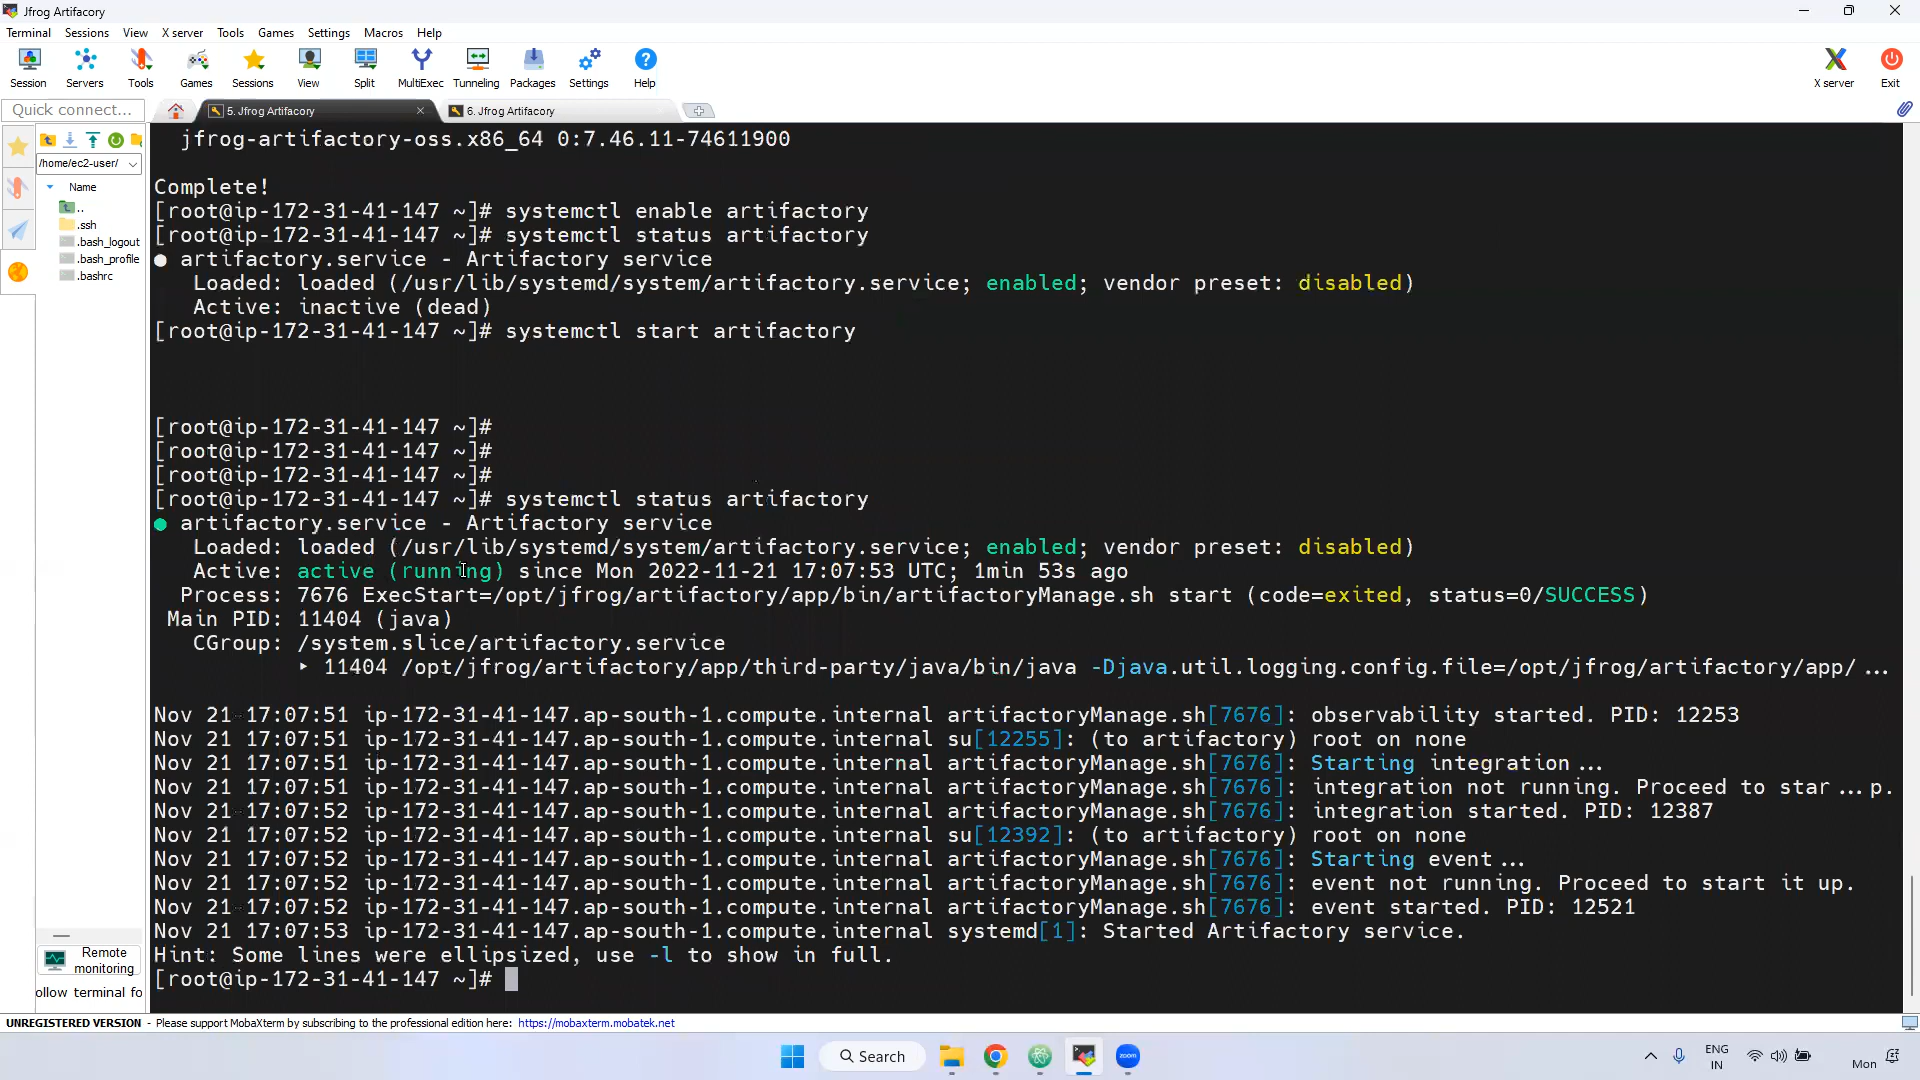 Jfrog Artifacory
Terminal Sessions View X server Tools Games Settings Macros Help
Session Servers Tools Games Sessions View Split MultiExec Tunneling Packages Settings Help X server Exit
Quick connect... 5. Jfrog Artifacory 6. Jfrog Artifacory
/home/ec2-user/
Name
..
.ssh
.bash_logout
.bash_profile
.bashrc
jfrog-artifactory-oss.x86_64 0:7.46.11-74611900
Complete!
[root@ip-172-31-41-147 ~]# systemctl enable artifactory
[root@ip-172-31-41-147 ~]# systemctl status artifactory
● artifactory.service - Artifactory service
Loaded: loaded (/usr/lib/systemd/system/artifactory.service; enabled; vendor preset: disabled)
Active: inactive (dead)
[root@ip-172-31-41-147 ~]# systemctl start artifactory
[root@ip-172-31-41-147 ~]#
[root@ip-172-31-41-147 ~]#
[root@ip-172-31-41-147 ~]#
[root@ip-172-31-41-147 ~]# systemctl status artifactory
● artifactory.service - Artifactory service
Loaded: loaded (/usr/lib/systemd/system/artifactory.service; enabled; vendor preset: disabled)
Active: active (running) since Mon 2022-11-21 17:07:53 UTC; 1min 53s ago
Process: 7676 ExecStart=/opt/jfrog/artifactory/app/bin/artifactoryManage.sh start (code=exited, status=0/SUCCESS)
Main PID: 11404 (java)
CGroup: /system.slice/artifactory.service
‣ 11404 /opt/jfrog/artifactory/app/third-party/java/bin/java -Djava.util.logging.config.file=/opt/jfrog/artifactory/app/...
Nov 21 17:07:51 ip-172-31-41-147.ap-south-1.compute.internal artifactoryManage.sh[7676]: observability started. PID: 12253
Nov 21 17:07:51 ip-172-31-41-147.ap-south-1.compute.internal su[12255]: (to artifactory) root on none
Nov 21 17:07:51 ip-172-31-41-147.ap-south-1.compute.internal artifactoryManage.sh[7676]: Starting integration...
Nov 21 17:07:51 ip-172-31-41-147.ap-south-1.compute.internal artifactoryManage.sh[7676]: integration not running. Proceed to star...p.
Nov 21 17:07:52 ip-172-31-41-147.ap-south-1.compute.internal artifactoryManage.sh[7676]: integration started. PID: 12387
Nov 21 17:07:52 ip-172-31-41-147.ap-south-1.compute.internal su[12392]: (to artifactory) root on none
Nov 21 17:07:52 ip-172-31-41-147.ap-south-1.compute.internal artifactoryManage.sh[7676]: Starting event...
Nov 21 17:07:52 ip-172-31-41-147.ap-south-1.compute.internal artifactoryManage.sh[7676]: event not running. Proceed to start it up.
Nov 21 17:07:52 ip-172-31-41-147.ap-south-1.compute.internal artifactoryManage.sh[7676]: event started. PID: 12521
Nov 21 17:07:53 ip-172-31-41-147.ap-south-1.compute.internal systemd[1]: Started Artifactory service.
Hint: Some lines were ellipsized, use -l to show in full.
[root@ip-172-31-41-147 ~]#
Remote
monitoring
ollow terminal fo
UNREGISTERED VERSION - Please support MobaXterm by subscribing to the professional edition here: https://mobaxterm.mobatek.net
Search
zoom
ENG
IN
Mon